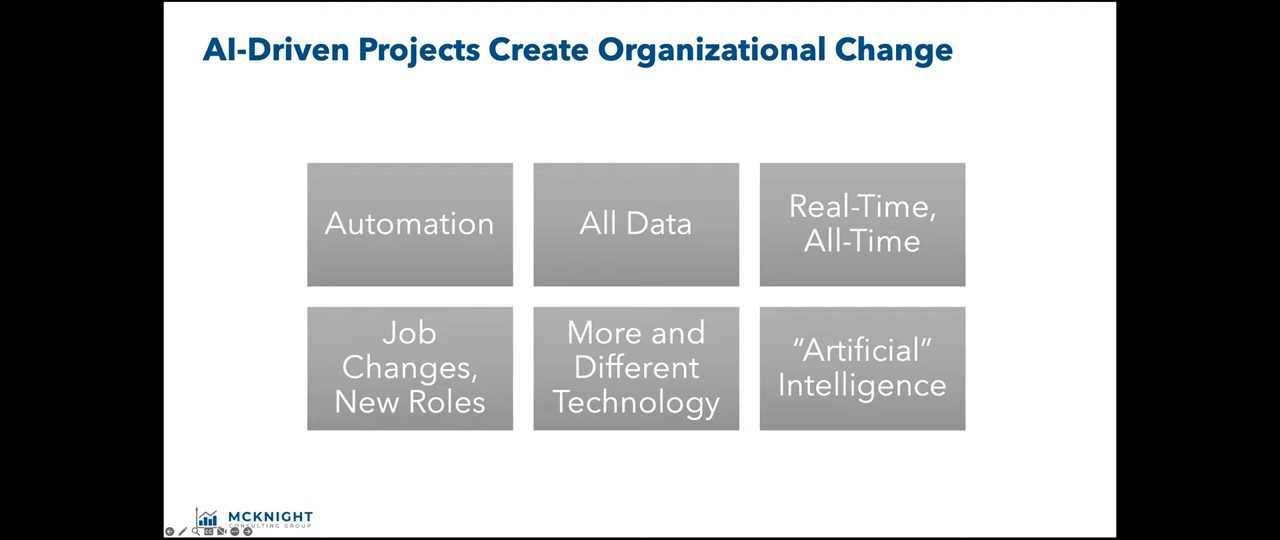 AI-Driven Projects Create Organizational Change
Automation
All Data
Real-Time,
All-Time
Job
Changes,
New Roles
More and
Different
Technology
“Artificial”
Intelligence
MCKNIGHT
CONSULTING GROUP